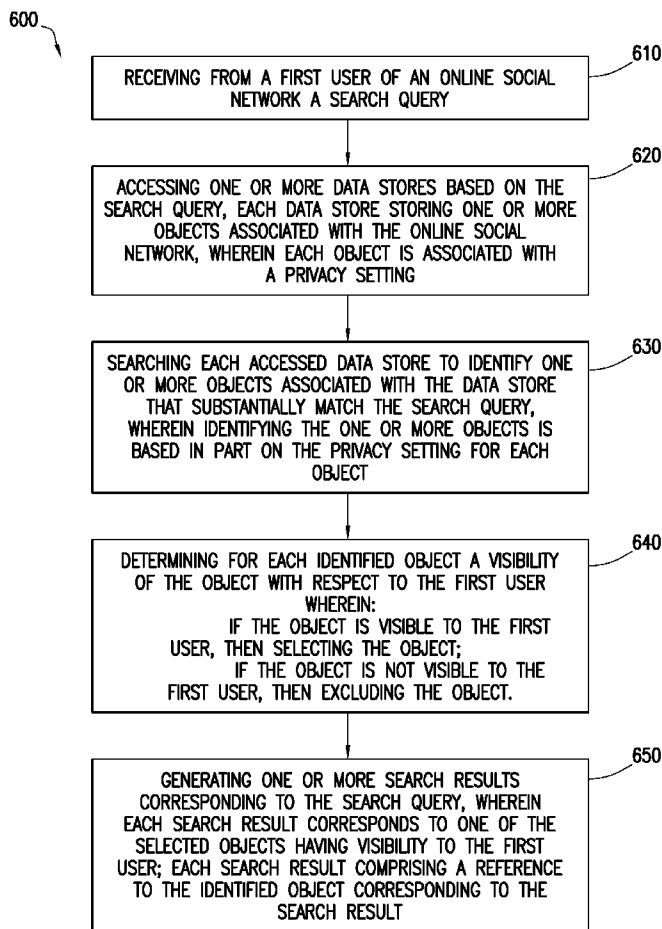 600
610
RECEIVING FROM A FIRST USER OF AN ONLINE SOCIAL
NETWORK A SEARCH QUERY
620
ACCESSING ONE OR MORE DATA STORES BASED ON THE
SEARCH QUERY, EACH DATA STORE STORING ONE OR MORE
OBJECTS ASSOCIATED WITH THE ONLINE SOCIAL
NETWORK, WHEREIN EACH OBJECT IS ASSOCIATED WITH
A PRIVACY SETTING
630
SEARCHING EACH ACCESSED DATA STORE TO IDENTIFY ONE
OR MORE OBJECTS ASSOCIATED WITH THE DATA STORE
THAT SUBSTANTIALLY MATCH THE SEARCH QUERY,
WHEREIN IDENTIFYING THE ONE OR MORE OBJECTS IS
BASED IN PART ON THE PRIVACY SETTING FOR EACH
OBJECT
640
DETERMINING FOR EACH IDENTIFIED OBJECT A VISIBILITY
OF THE OBJECT WITH RESPECT TO THE FIRST USER
WHEREIN:
IF THE OBJECT IS VISIBLE TO THE FIRST
USER, THEN SELECTING THE OBJECT;
IF THE OBJECT IS NOT VISIBLE TO THE
FIRST USER, THEN EXCLUDING THE OBJECT.
650
GENERATING ONE OR MORE SEARCH RESULTS
CORRESPONDING TO THE SEARCH QUERY, WHEREIN
EACH SEARCH RESULT CORRESPONDS TO ONE OF THE
SELECTED OBJECTS HAVING VISIBILITY TO THE FIRST
USER; EACH SEARCH RESULT COMPRISING A REFERENCE
TO THE IDENTIFIED OBJECT CORRESPONDING TO THE
SEARCH RESULT